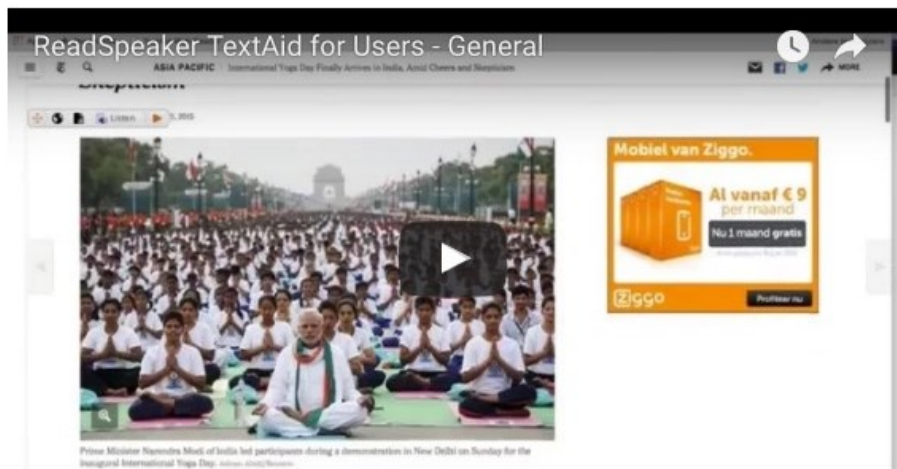 ReadSpeaker TextAid for Users - General
ASIA PACIFIC International Yoga Day Finally Arrives in India, Amid Cheers and Skepticism
MORE
Skepticism
Listen
2015
Mobiel van Ziggo.
Al vanaf € 9
per maand
Nu 1 maand gratis
Ziggo
Profiteer nu
Prime Minister Narendra Modi of India led participants during a demonstration in New Delhi on Sunday for the
inaugural International Yoga Day.